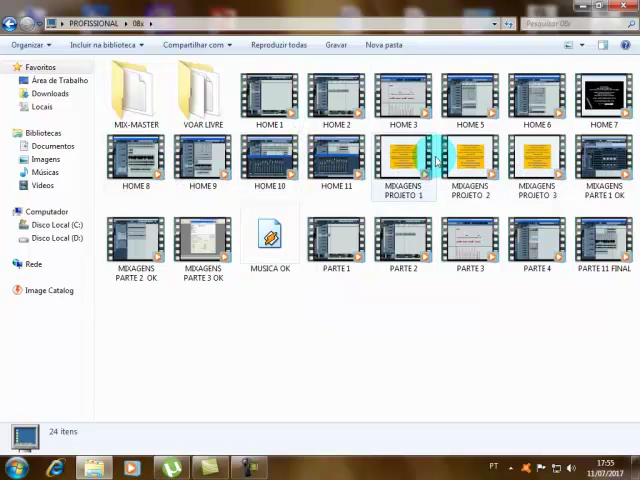 PROFISSIONAL ▸ 08x ▸
Pesquisar 08x
Organizar Incluir na biblioteca Compartilhar com Reproduzir todas Gravar Nova pasta
Favoritos
Área de Trabalho
Downloads
Locais
Bibliotecas
Documentos
Imagens
Músicas
Vídeos
Computador
Disco Local (C:)
Disco Local (D:)
Rede
Image Catalog
MIX-MASTER
VOAR LIVRE
HOME 1
HOME 2
HOME 3
HOME 5
HOME 6
HOME 7
HOME 8
HOME 9
HOME 10
HOME 11
MIXAGENS
PROJETO 1
MIXAGENS
PROJETO 2
MIXAGENS
PROJETO 3
MIXAGENS
PARTE 1 OK
MIXAGENS
PARTE 2 OK
MIXAGENS
PARTE 3 OK
MUSICA OK
PARTE 1
PARTE 2
PARTE 3
PARTE 4
PARTE 11 FINAL
24 itens
PT
17:55
11/07/2017